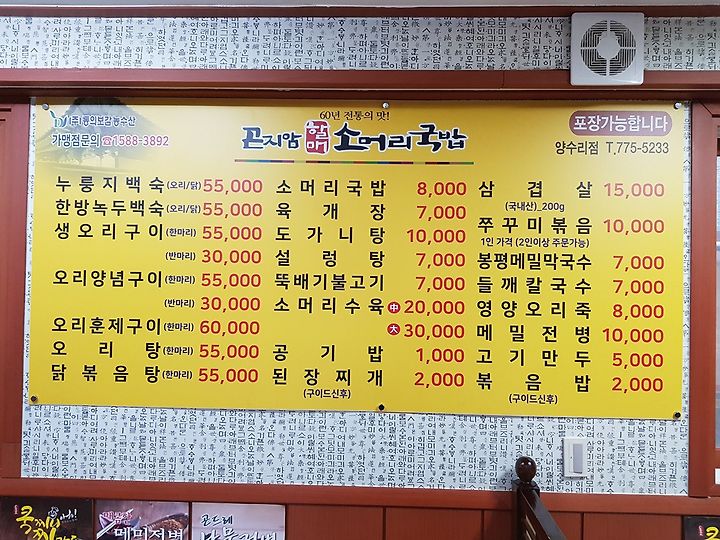 (주)동의보감농수산
가맹점문의 ☎1588-3892
60년 전통의 맛!
곤지암 할매 소머리국밥
포장가능합니다
양수리점 T.775-5233
누룽지백숙(오리/닭) 55,000
한방녹두백숙(오리/닭) 55,000
생오리구이(한마리) 55,000
(반마리) 30,000
오리양념구이(한마리) 55,000
(반마리) 30,000
오리훈제구이(한마리) 60,000
오리탕(한마리) 55,000
닭볶음탕(한마리) 55,000
소머리국밥 8,000
육개장 7,000
도가니탕 10,000
설렁탕 7,000
뚝배기불고기 7,000
소머리수육 中 20,000
大 30,000
공기밥 1,000
된장찌개 2,000
(구이드신후)
삼겹살 15,000
(국내산)_200g
쭈꾸미볶음 10,000
1인 가격 (2인이상 주문가능)
봉평메밀막국수 7,000
들깨칼국수 7,000
영양오리죽 8,000
메밀전병 10,000
고기만두 5,000
볶음밥 2,000
(구이드신후)
메밀전병
곤드레